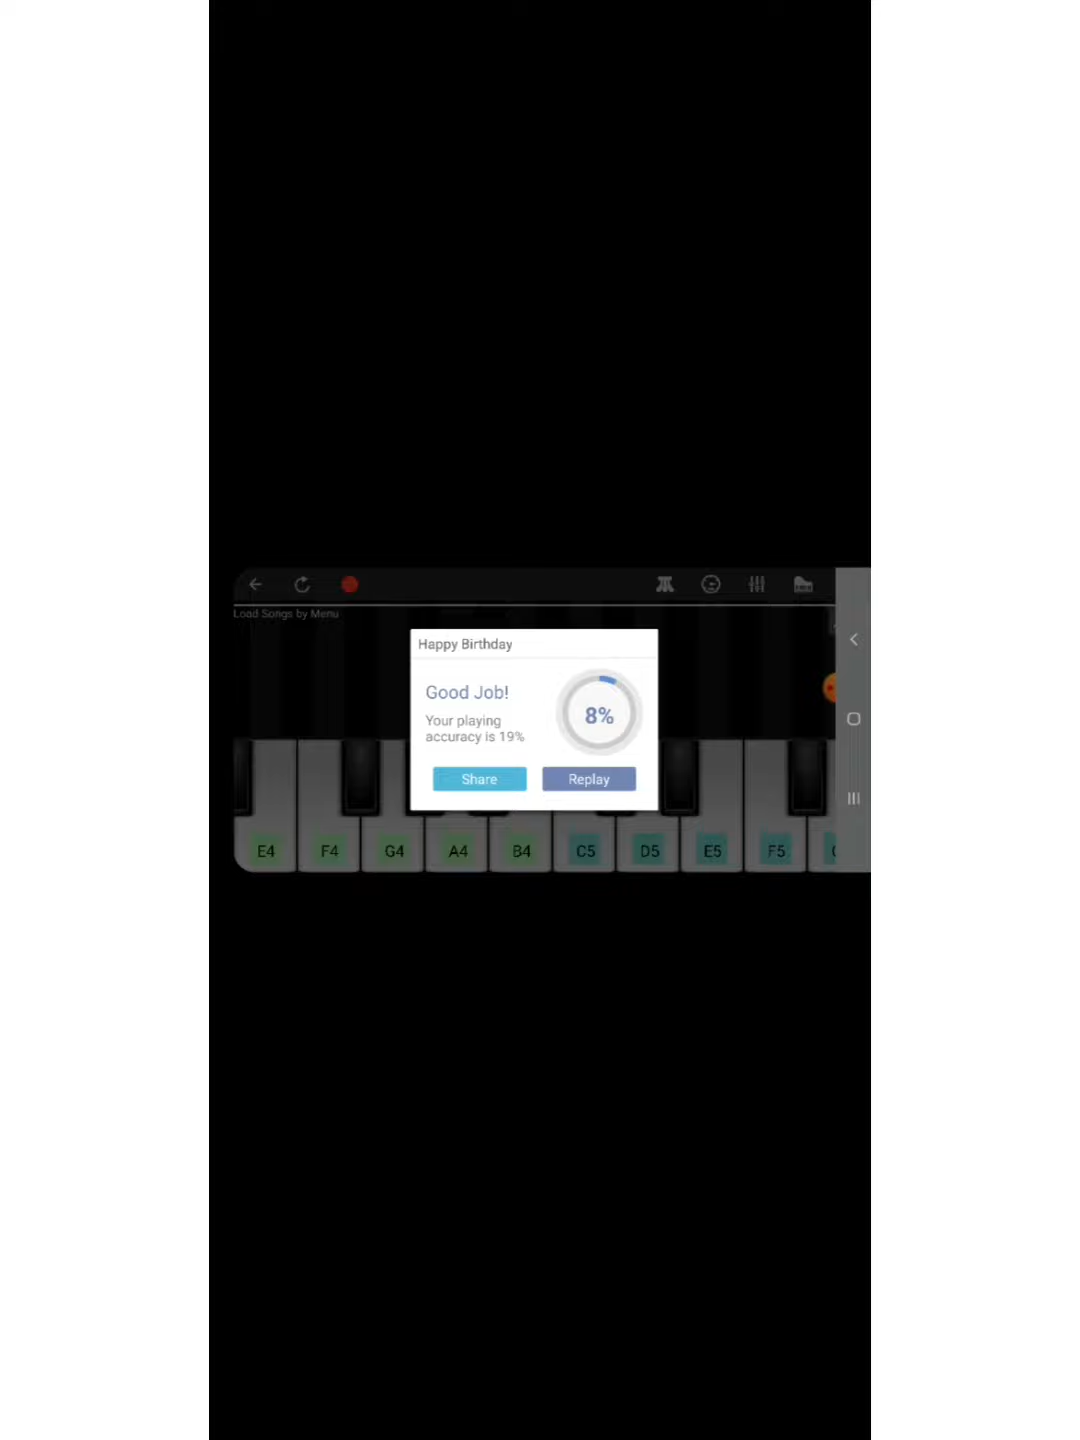 Load Songs by Menu
Happy Birthday
Good Job!
8%
Your playing
accuracy is 19%
Share
Replay
E4
F4
G4
A4
B4
C5
D5
E5
F5